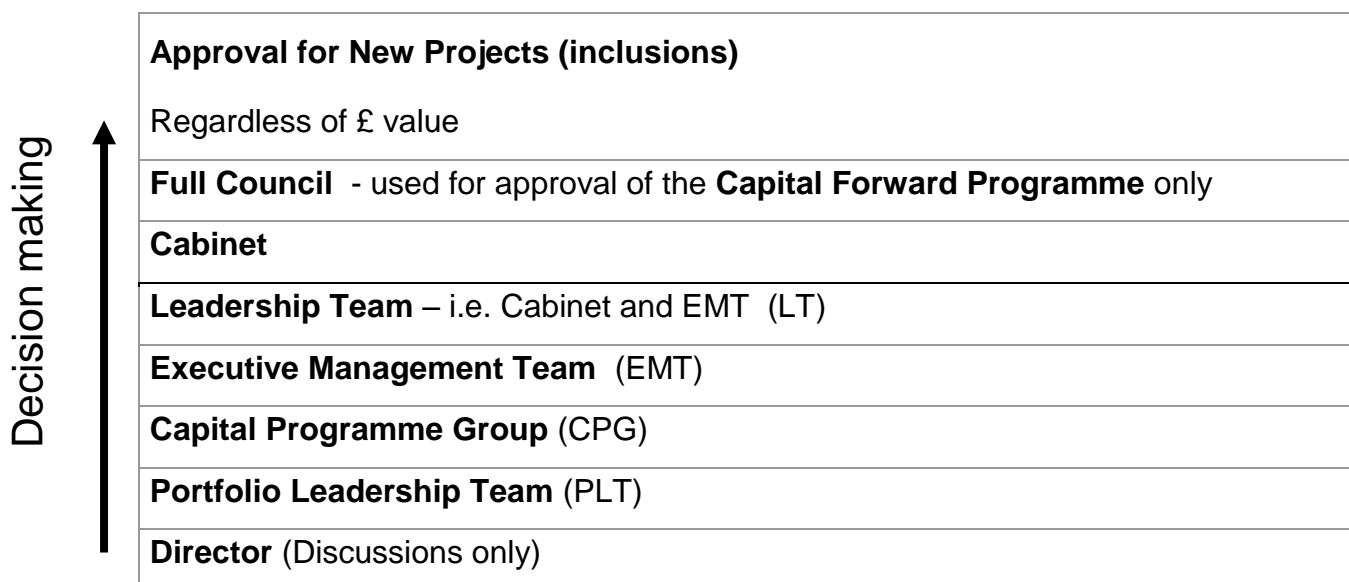 Decision making
Approval for New Projects (inclusions)
Regardless of £ value
Full Council - used for approval of the Capital Forward Programme only
Cabinet
Leadership Team – i.e. Cabinet and EMT (LT)
Executive Management Team (EMT)
Capital Programme Group (CPG)
Portfolio Leadership Team (PLT)
Director (Discussions only)